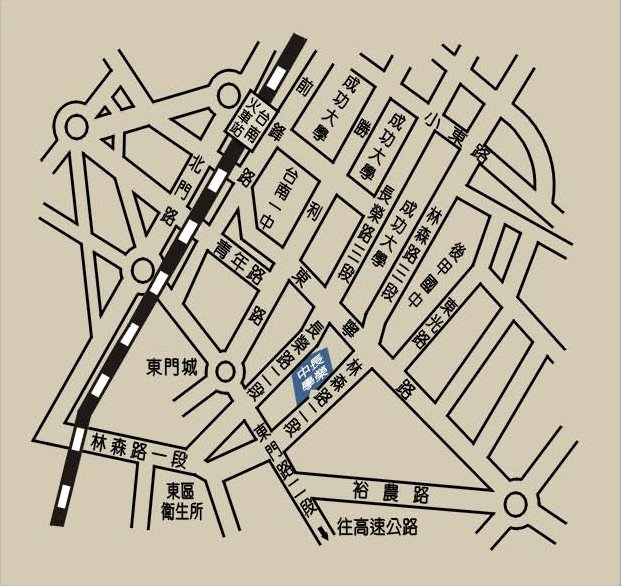 台南
火車站
前鋒路
北門路
成功大學
勝利路
成功大學
小東路
台南一中
長榮路三段
成功大學
林森路三段
後甲國中
東光路
青年路
東寧路
東門城
長榮路二段
長榮
中學
林森路二段
林森路一段
東區
衛生所
東門路二段
裕農路
往高速公路